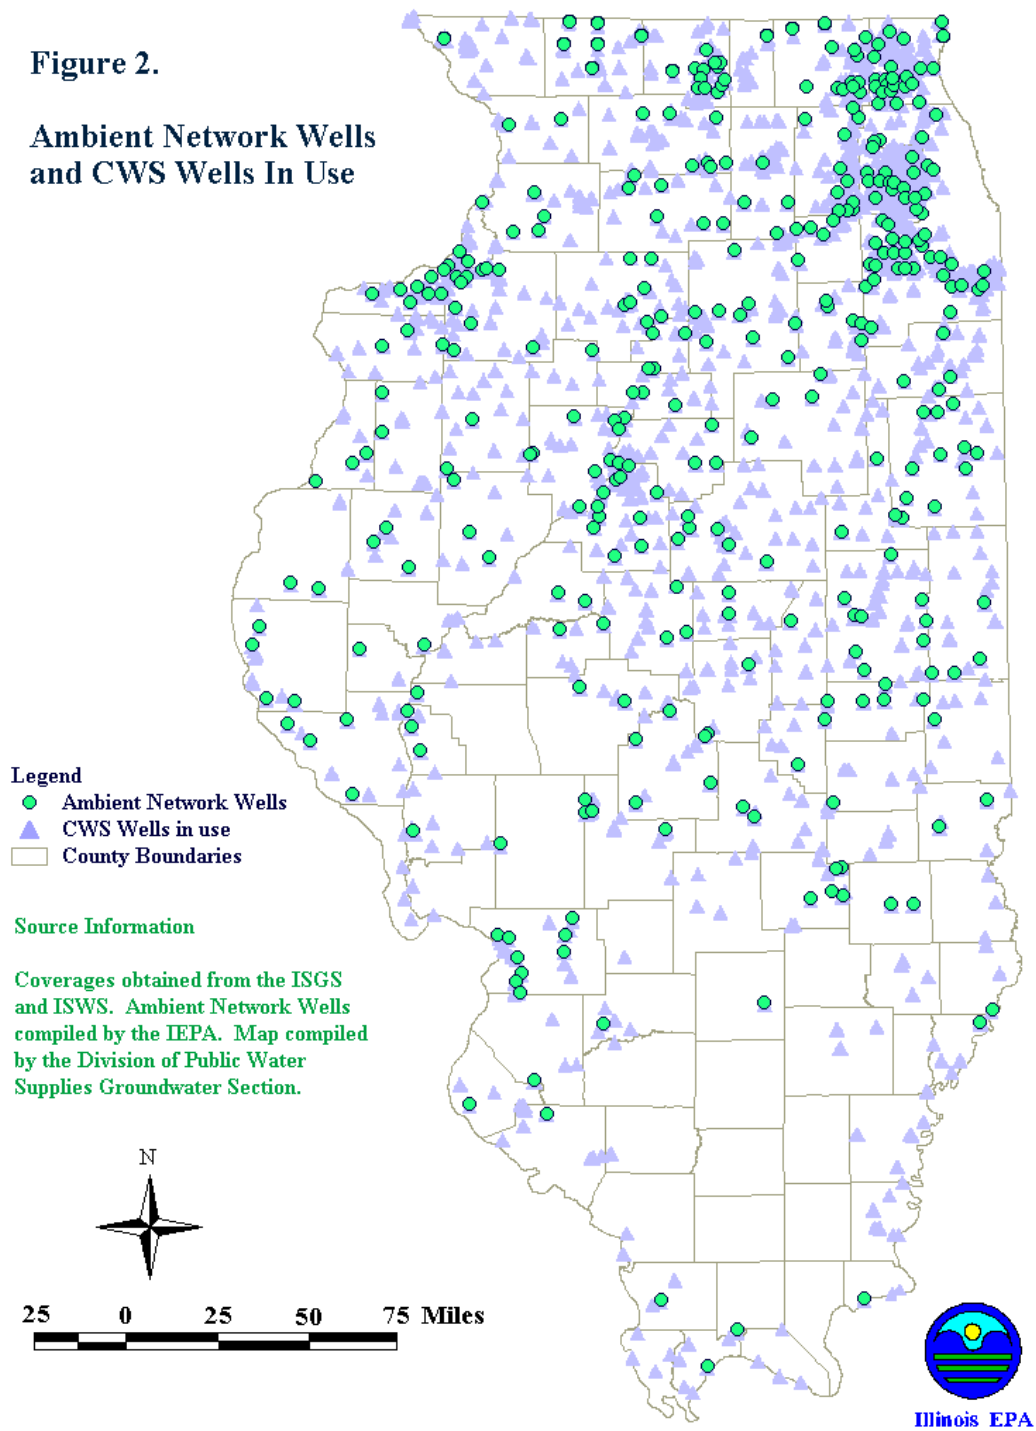 Figure 2.
Ambient Network Wells
and CWS Wells In Use
Legend
Ambient Network Wells
CWS Wells in use
County Boundaries
Source Information
Coverages obtained from the ISGS
and ISWS. Ambient Network Wells
compiled by the IEPA. Map compiled
by the Division of Public Water
Supplies Groundwater Section.
N
25 0 25 50 75 Miles
Illinois EPA